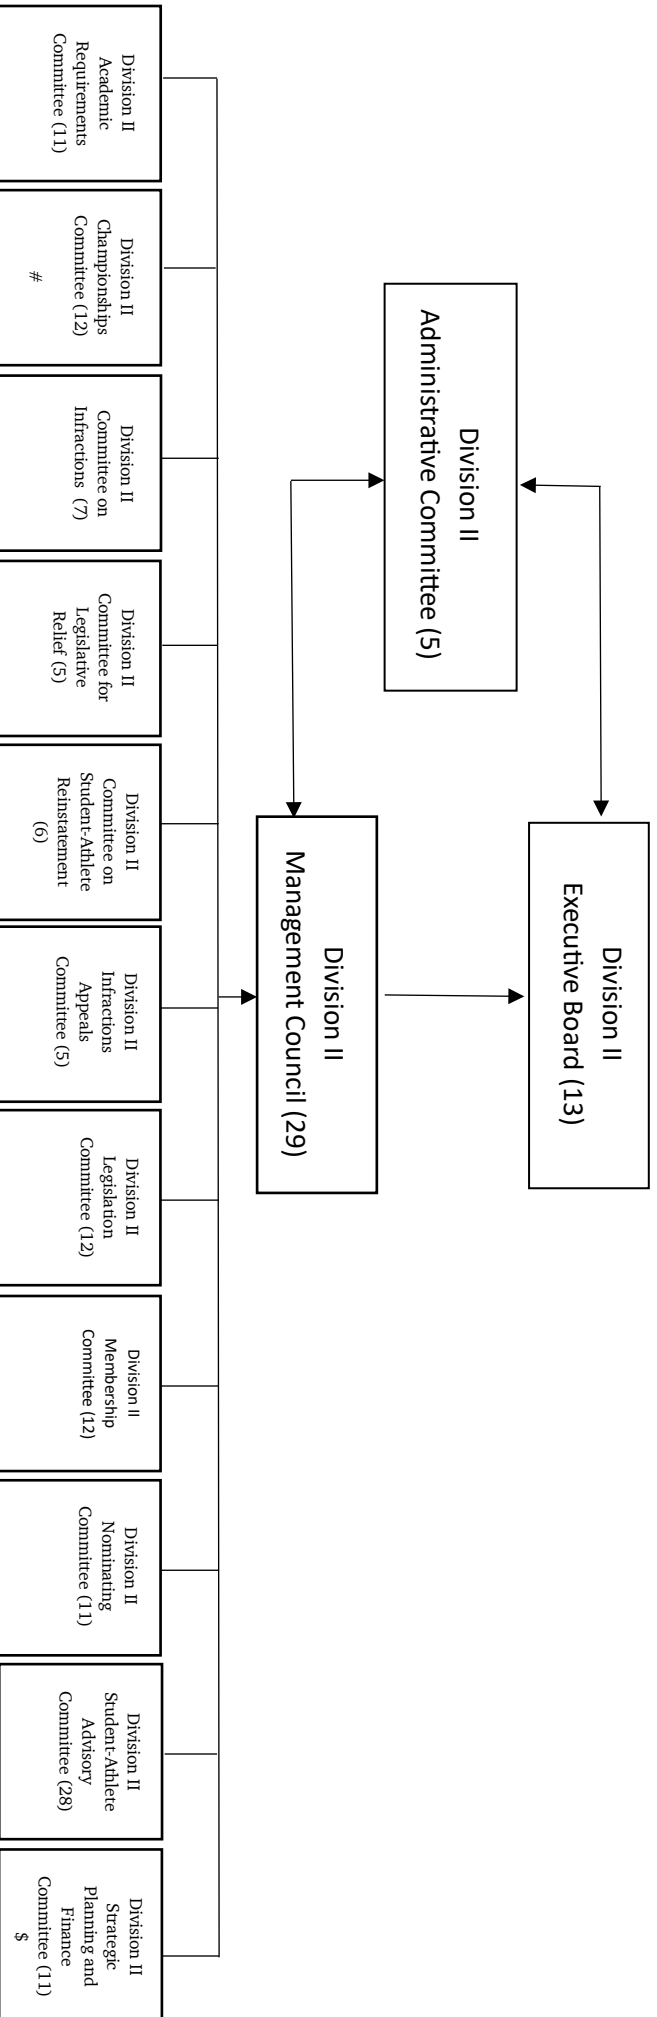 Division II
Executive Board (13)
Division II
Administrative Committee (5)
Division II
Management Council (29)
Division II
Academic
Requirements
Committee (11)
Division II
Championships
Committee (12)
#
Division II
Committee on
Infractions (7)
Division II
Committee for
Legislative
Relief (5)
Division II
Committee on
Student-Athlete
Reinstatement
(6)
Division II
Infractions
Appeals
Committee (5)
Division II
Legislation
Committee (12)
Division II
Membership
Committee (12)
Division II
Nominating
Committee (11)
Division II
Student-Athlete
Advisory
Committee (28)
Division II
Strategic
Planning and
Finance
Committee (11)
$